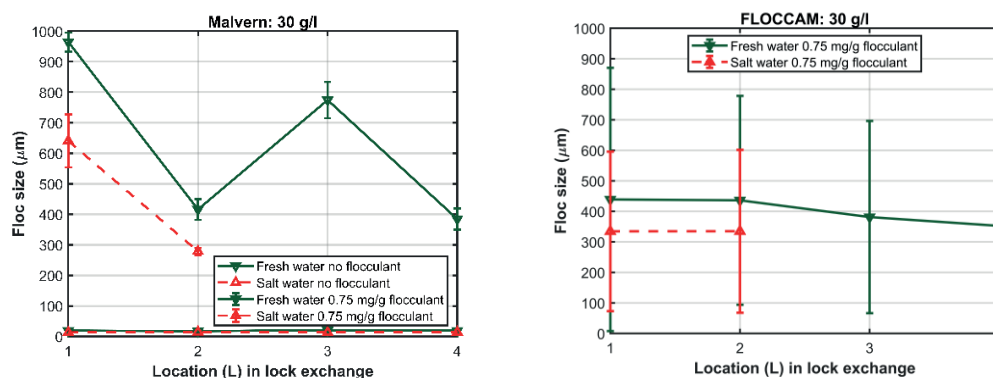 Malvern: 30 g/l
1000
900
800
700
600
500
400
300
200
100
0
Floc size (μm)
Fresh water no flocculant
Salt water no flocculant
Fresh water 0.75 mg/g flocculant
Salt water 0.75 mg/g flocculant
1 2 3 4
Location (L) in lock exchange
FLOCCAM: 30 g/l
1000
900
800
700
600
500
400
300
200
100
0
Floc size (μm)
Fresh water 0.75 mg/g flocculant
Salt water 0.75 mg/g flocculant
1 2 3
Location (L) in lock exchange